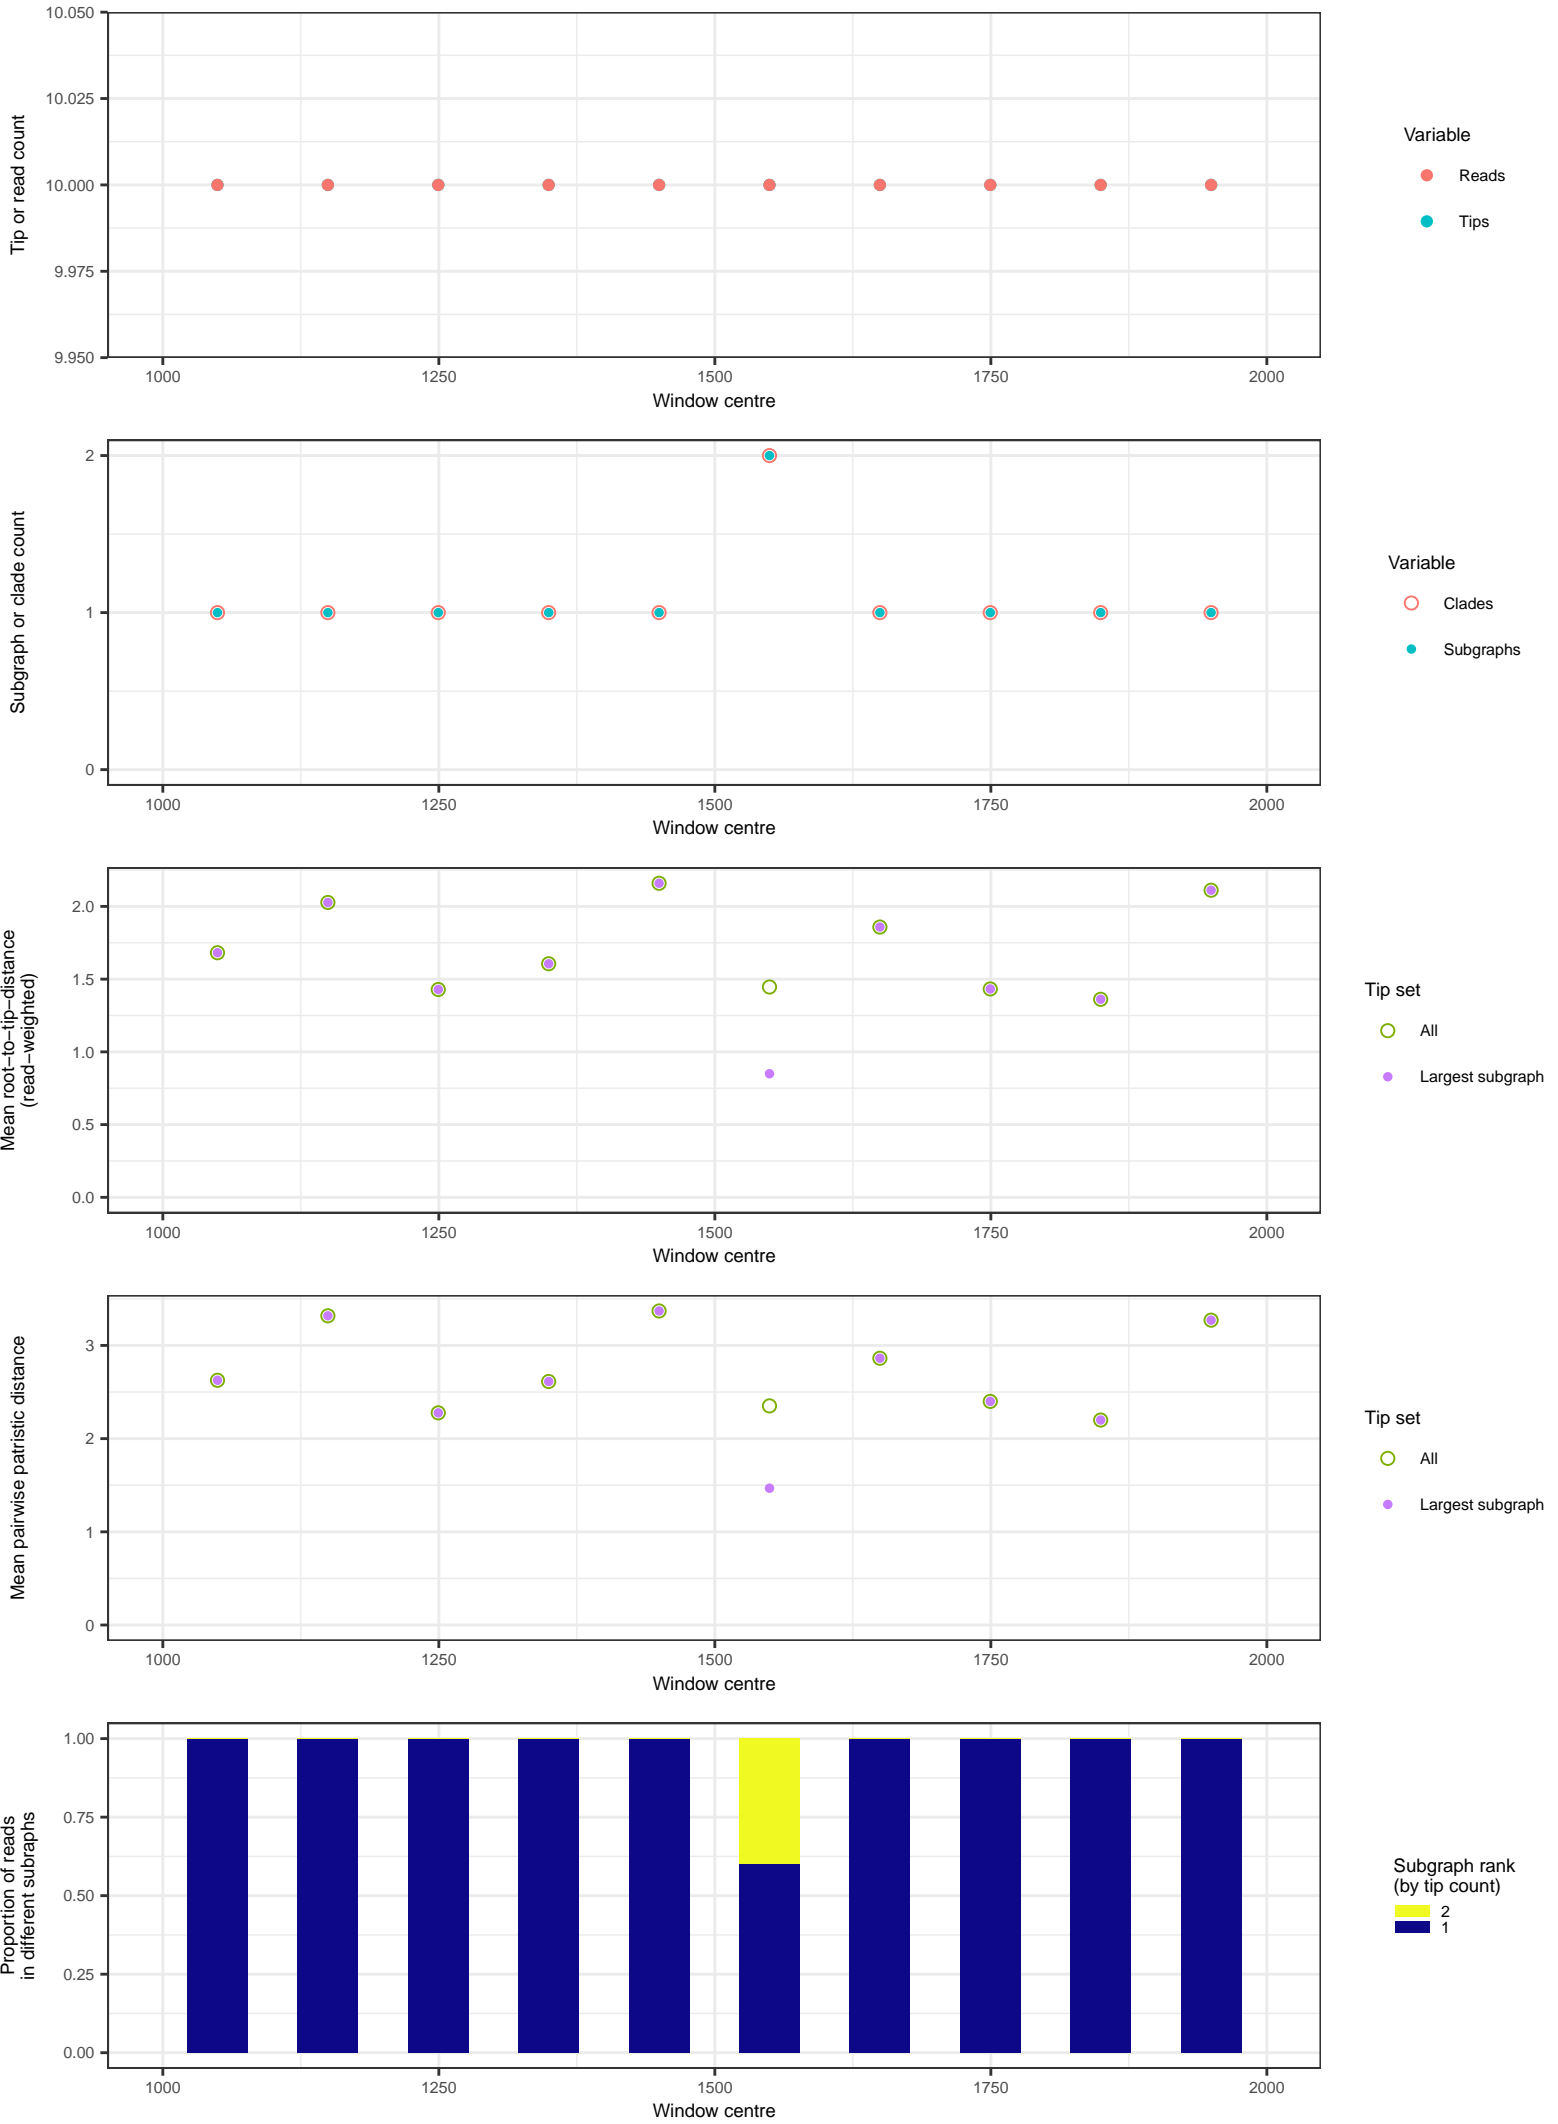 10.050
10.025
10.000
9.975
9.950
Tip or read count
1000 1250 1500 1750 2000
Window centre
Variable
Reads
Tips
2
1
0
Subgraph or clade count
1000 1250 1500 1750 2000
Window centre
Variable
Clades
Subgraphs
2.0
1.5
1.0
0.5
0.0
Mean root−to−tip−distance
(read−weighted)
1000 1250 1500 1750 2000
Window centre
Tip set
All
Largest subgraph
3
2
1
0
Mean pairwise patristic distance
1000 1250 1500 1750 2000
Window centre
Tip set
All
Largest subgraph
1.00
0.75
0.50
0.25
0.00
Proportion of reads
in different subraphs
1000 1250 1500 1750 2000
Window centre
Subgraph rank
(by tip count)
2
1